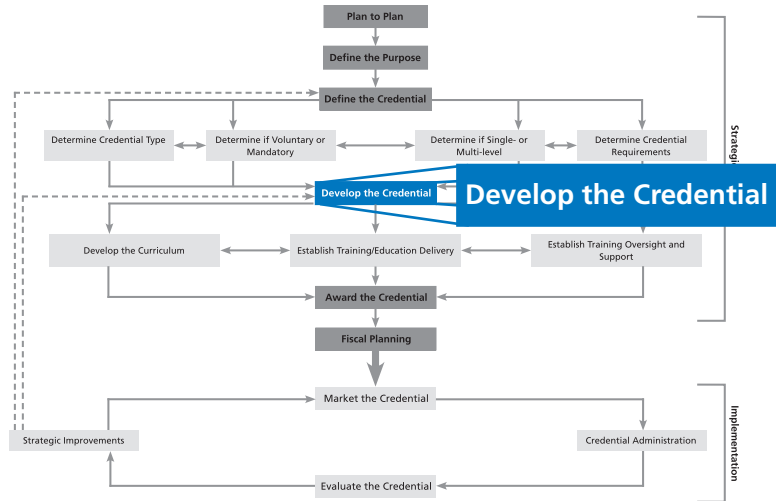 Plan to Plan
Define the Purpose
Define the Credential
Determine Credential Type
Determine if Voluntary or
Mandatory
Determine if Single- or
Multi-level
Determine Credential
Requirements
Develop the Credential
Develop the Credential
Develop the Curriculum
Establish Training/Education Delivery
Establish Training Oversight and
Support
Award the Credential
Fiscal Planning
Market the Credential
Strategic Improvements
Credential Administration
Evaluate the Credential
Implementation